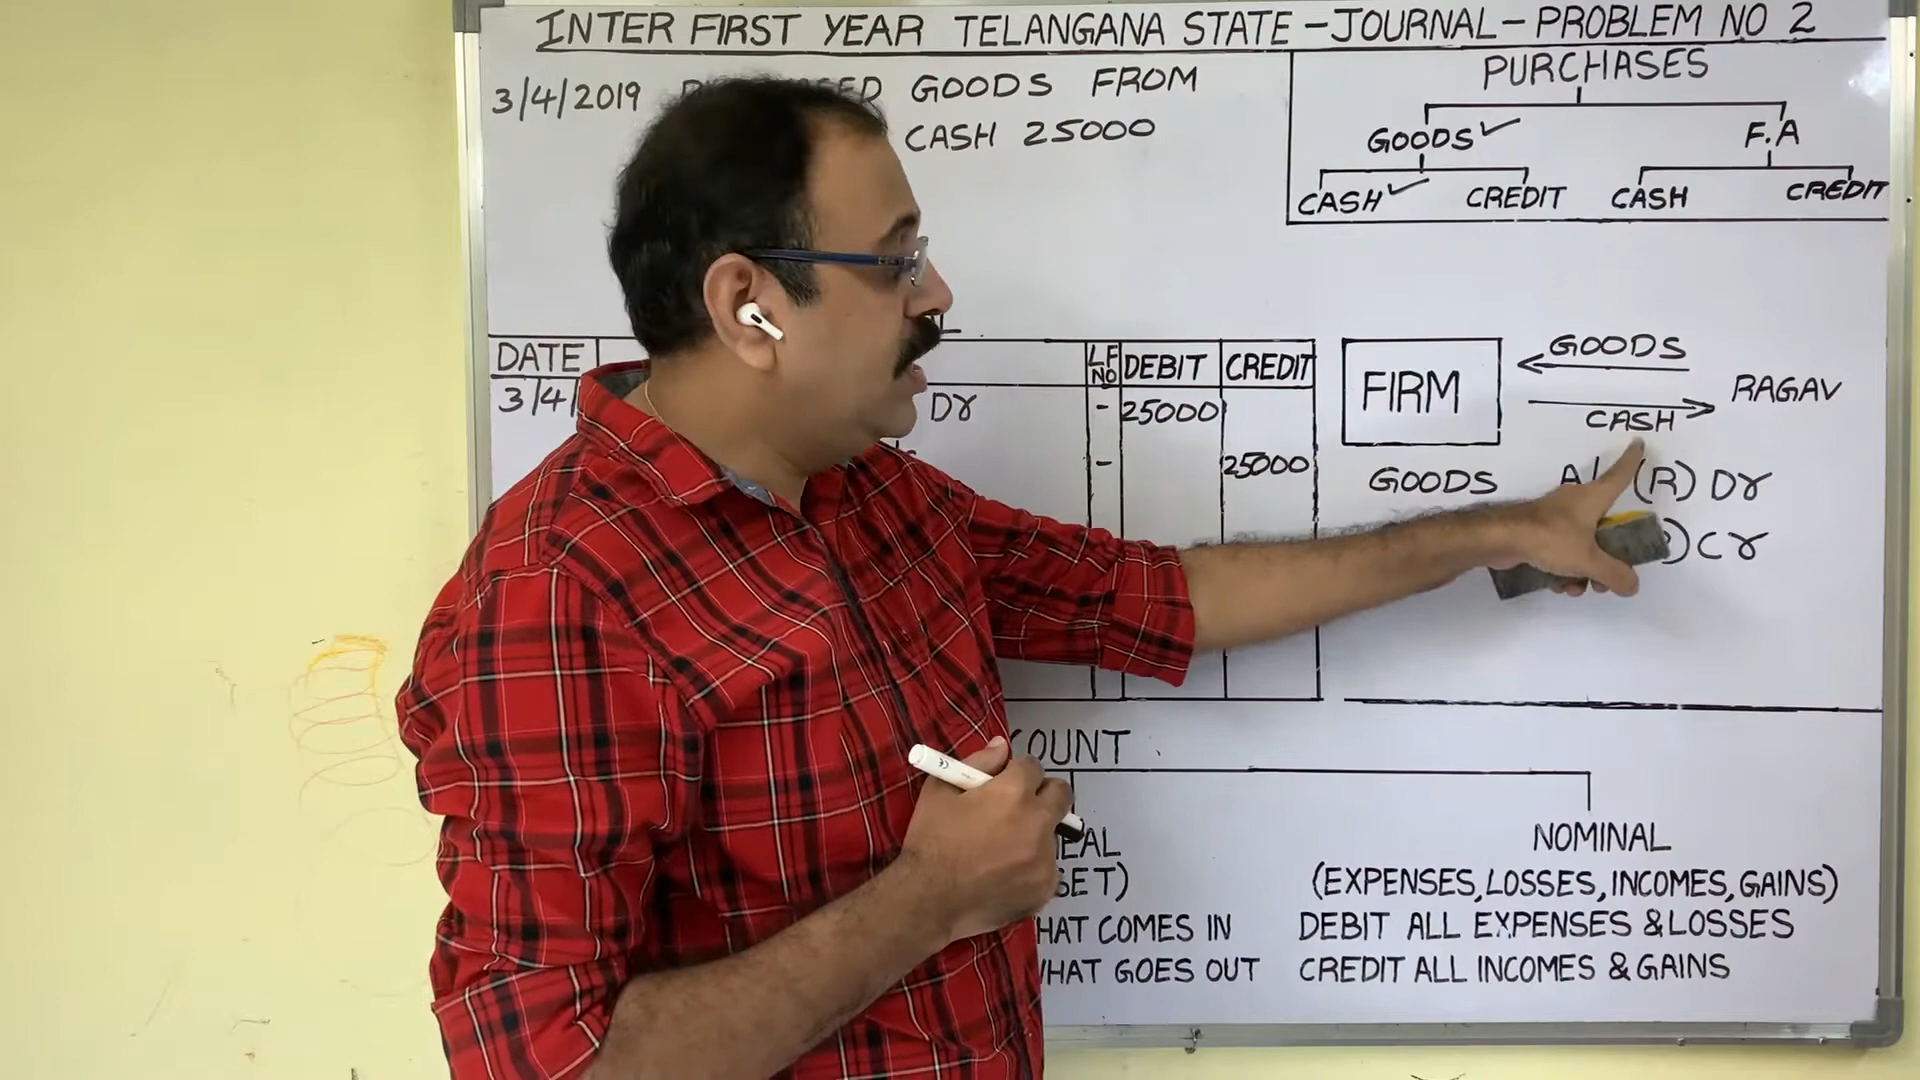 INTER FIRST YEAR TELANGANA STATE - JOURNAL - PROBLEM NO 2
3/4/2019 GOODS FROM
CASH 25000
PURCHASES
GOODS ✓ F.A
CASH ✓ CREDIT CASH CREDIT
DATE LF NO DEBIT CREDIT
3/4/ Dr - 25000
- 25000
FIRM
GOODS
CASH
RAGAV
GOODS (R) Dr
) Cr
COUNT
EAL
SET)
HAT COMES IN
HAT GOES OUT
NOMINAL
(EXPENSES, LOSSES, INCOMES, GAINS)
DEBIT ALL EXPENSES & LOSSES
CREDIT ALL INCOMES & GAINS